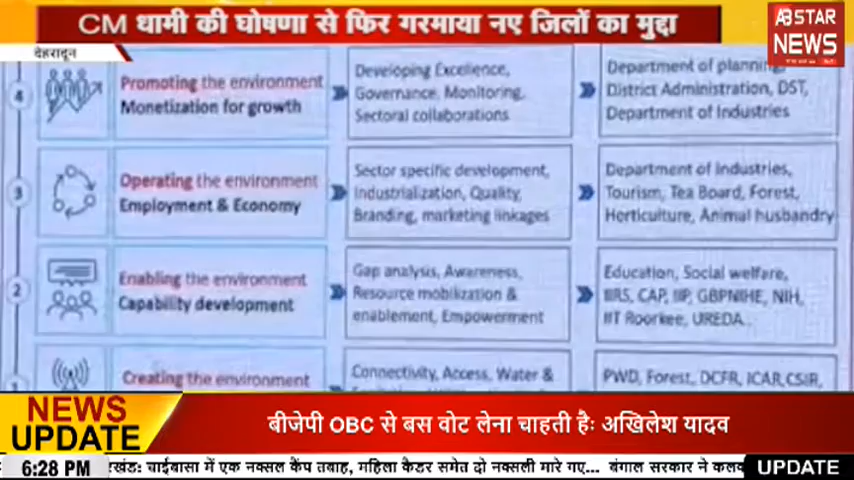 CM धामी की घोषणा से फिर गरमाया नए जिलों का मुद्दा
AB STAR
NEWS
देहरादून
4
Promoting the environment
Monetization for growth
Developing Excellence,
Governance, Monitoring,
Sectoral collaborations
Department of planning,
District Administration, DST,
Department of Industries
3
Operating the environment
Employment & Economy
Sector specific development,
Industrialization, Quality,
Branding, marketing linkages
Department of Industries,
Tourism, Tea Board, Forest,
Horticulture, Animal husbandry
2
Enabling the environment
Capability development
Gap analysis, Awareness,
Resource mobilization &
enablement, Empowerment
Education, Social welfare,
IIRS, CAP, IIP, GBPNIHE, NIH,
IIT Roorkee, UREDA..
Creating the environment
Connectivity, Access, Water &
PWD, Forest, DCFR, ICAR,CSIR,
NEWS
UPDATE
बीजेपी OBC से बस वोट लेना चाहती हैः अखिलेश यादव
6:28 PM
खंड: चाईबासा में एक नक्सल कैंप तबाह, महिला कैडर समेत दो नक्सली मारे गए... बंगाल सरकार ने कलक
UPDATE